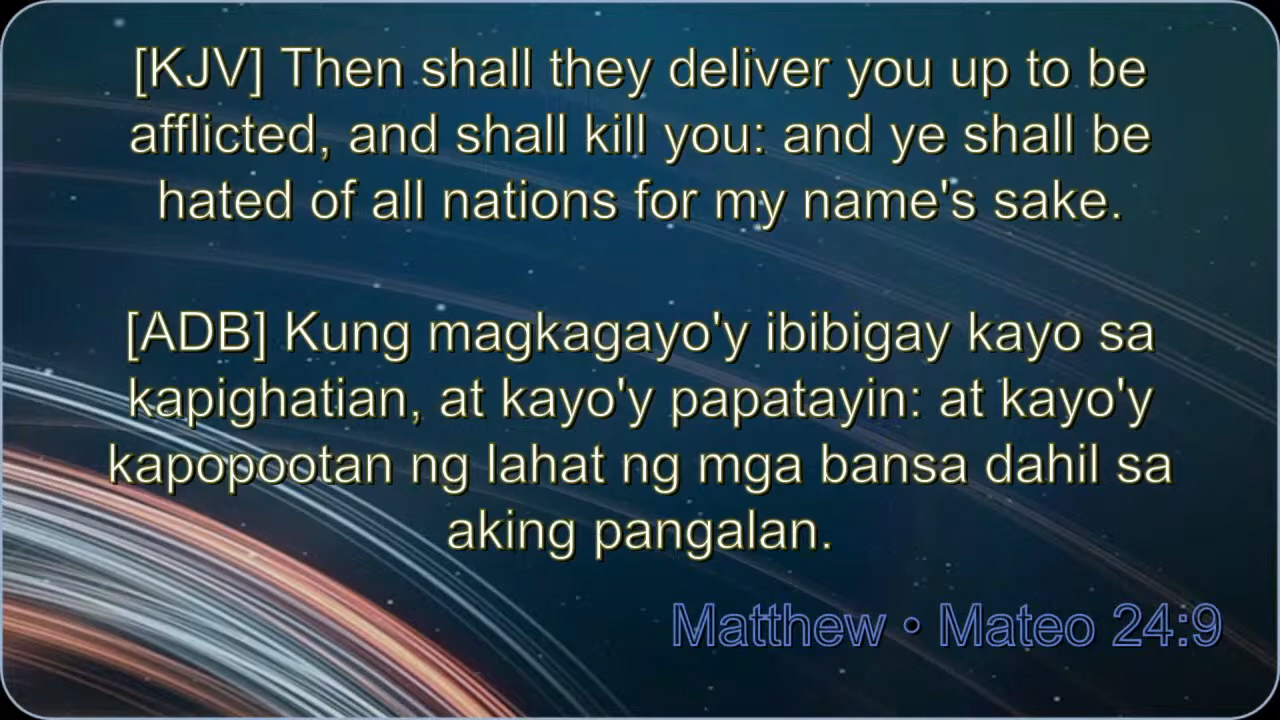 [KJV] Then shall they deliver you up to be
afflicted, and shall kill you: and ye shall be
hated of all nations for my name's sake.
[ADB] Kung magkagayo'y ibibigay kayo sa
kapighatian, at kayo'y papatayin: at kayo'y
kapopootan ng lahat ng mga bansa dahil sa
aking pangalan.
Matthew • Mateo 24:9